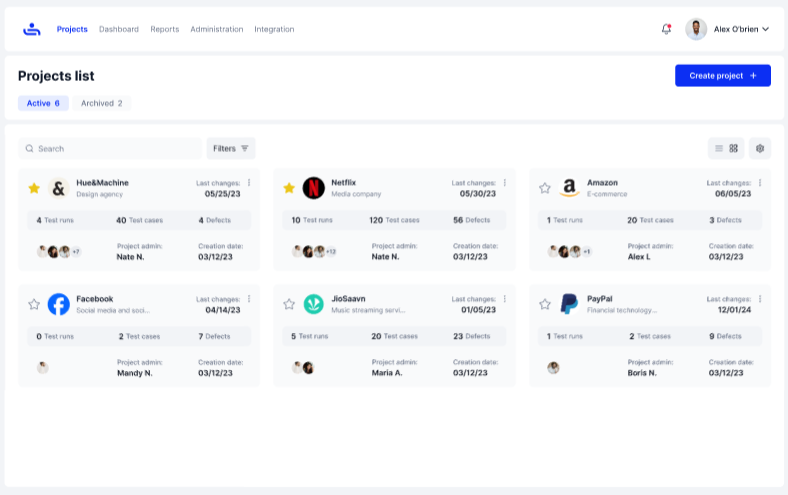 Projects Dashboard Reports Administration Integration
Alex O'brien
Projects list
Create project +
Active 6 Archived 2
Search
Filters
&
Hue&Machine
Design agency
Last changes:
05/25/23
4 Test runs 40 Test cases 4 Defects
+7
Project admin:
Nate N.
Creation date:
03/12/23
N
Netflix
Media company
Last changes:
05/30/23
10 Test runs 120 Test cases 56 Defects
+13
Project admin:
Nate N.
Creation date:
03/12/23
a
Amazon
E-commerce
Last changes:
06/05/23
1 Test runs 20 Test cases 3 Defects
Project admin:
Alex L
Creation date:
03/12/23
f
Facebook
Social media and soci...
Last changes:
04/14/23
0 Test runs 2 Test cases 7 Defects
Project admin:
Mandy N.
Creation date:
03/12/23
JioSaavn
Music streaming servi...
Last changes:
01/05/23
5 Test runs 20 Test cases 23 Defects
Project admin:
Maria A.
Creation date:
03/12/23
PayPal
Financial technology...
Last changes:
12/01/24
1 Test runs 2 Test cases 9 Defects
Project admin:
Boris N.
Creation date:
03/12/23